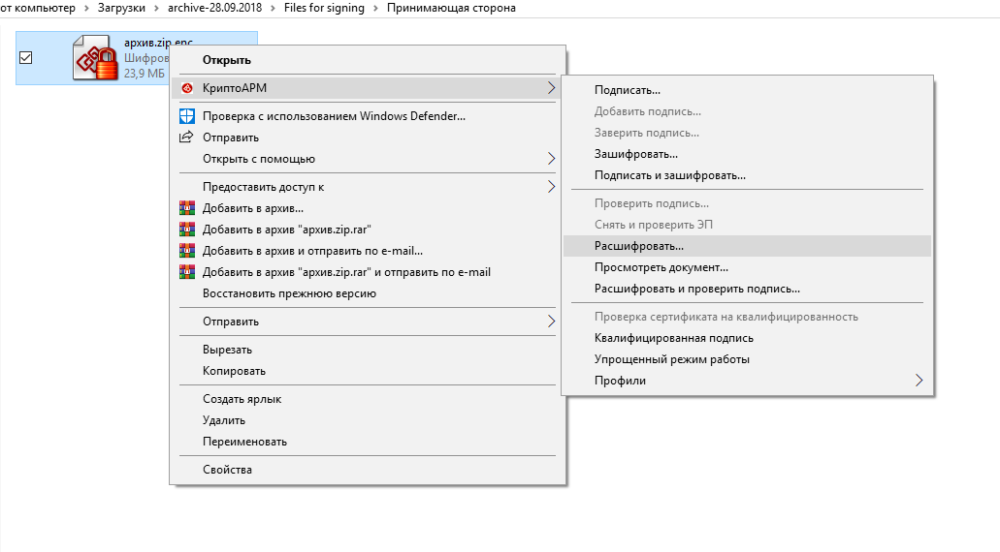 от компьютер > Загрузки > archive-28.09.2018 > Files for signing > Принимающая сторона
архив.zip.enc
Шифров
23,9 МБ
Открыть
КриптоАРМ
Проверка с использованием Windows Defender...
Отправить
Открыть с помощью
Предоставить доступ к
Добавить в архив...
Добавить в архив "архив.zip.rar"
Добавить в архив и отправить по e-mail...
Добавить в архив "архив.zip.rar" и отправить по e-mail
Восстановить прежнюю версию
Отправить
Вырезать
Копировать
Создать ярлык
Удалить
Переименовать
Свойства
Подписать...
Добавить подпись...
Заверить подпись...
Зашифровать...
Подписать и зашифровать...
Проверить подпись...
Снять и проверить ЭП
Расшифровать...
Просмотреть документ...
Расшифровать и проверить подпись...
Проверка сертификата на квалифицированность
Квалифицированная подпись
Упрощенный режим работы
Профили